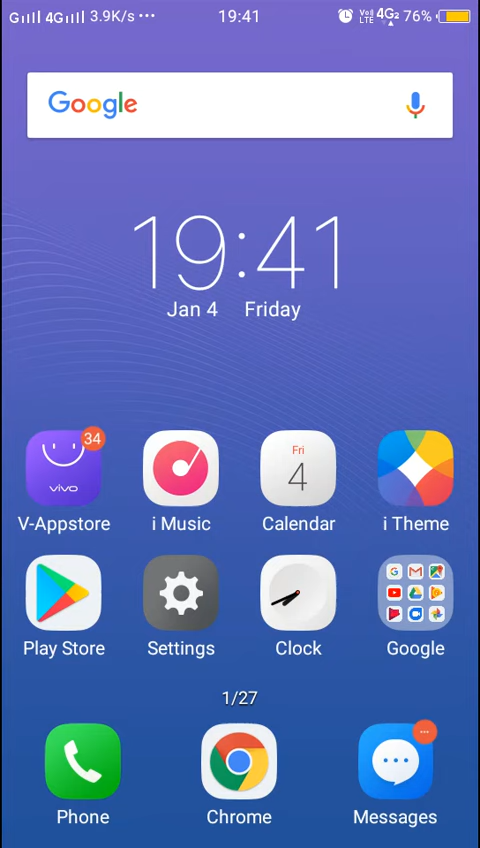 4G 3.9K/s ••• 19:41 VoLTE 4G2 76%
Google
19:41
Jan 4 Friday
34
vivo
Fri
4
V-Appstore i Music Calendar i Theme
Play Store Settings Clock Google
1/27
Phone Chrome Messages